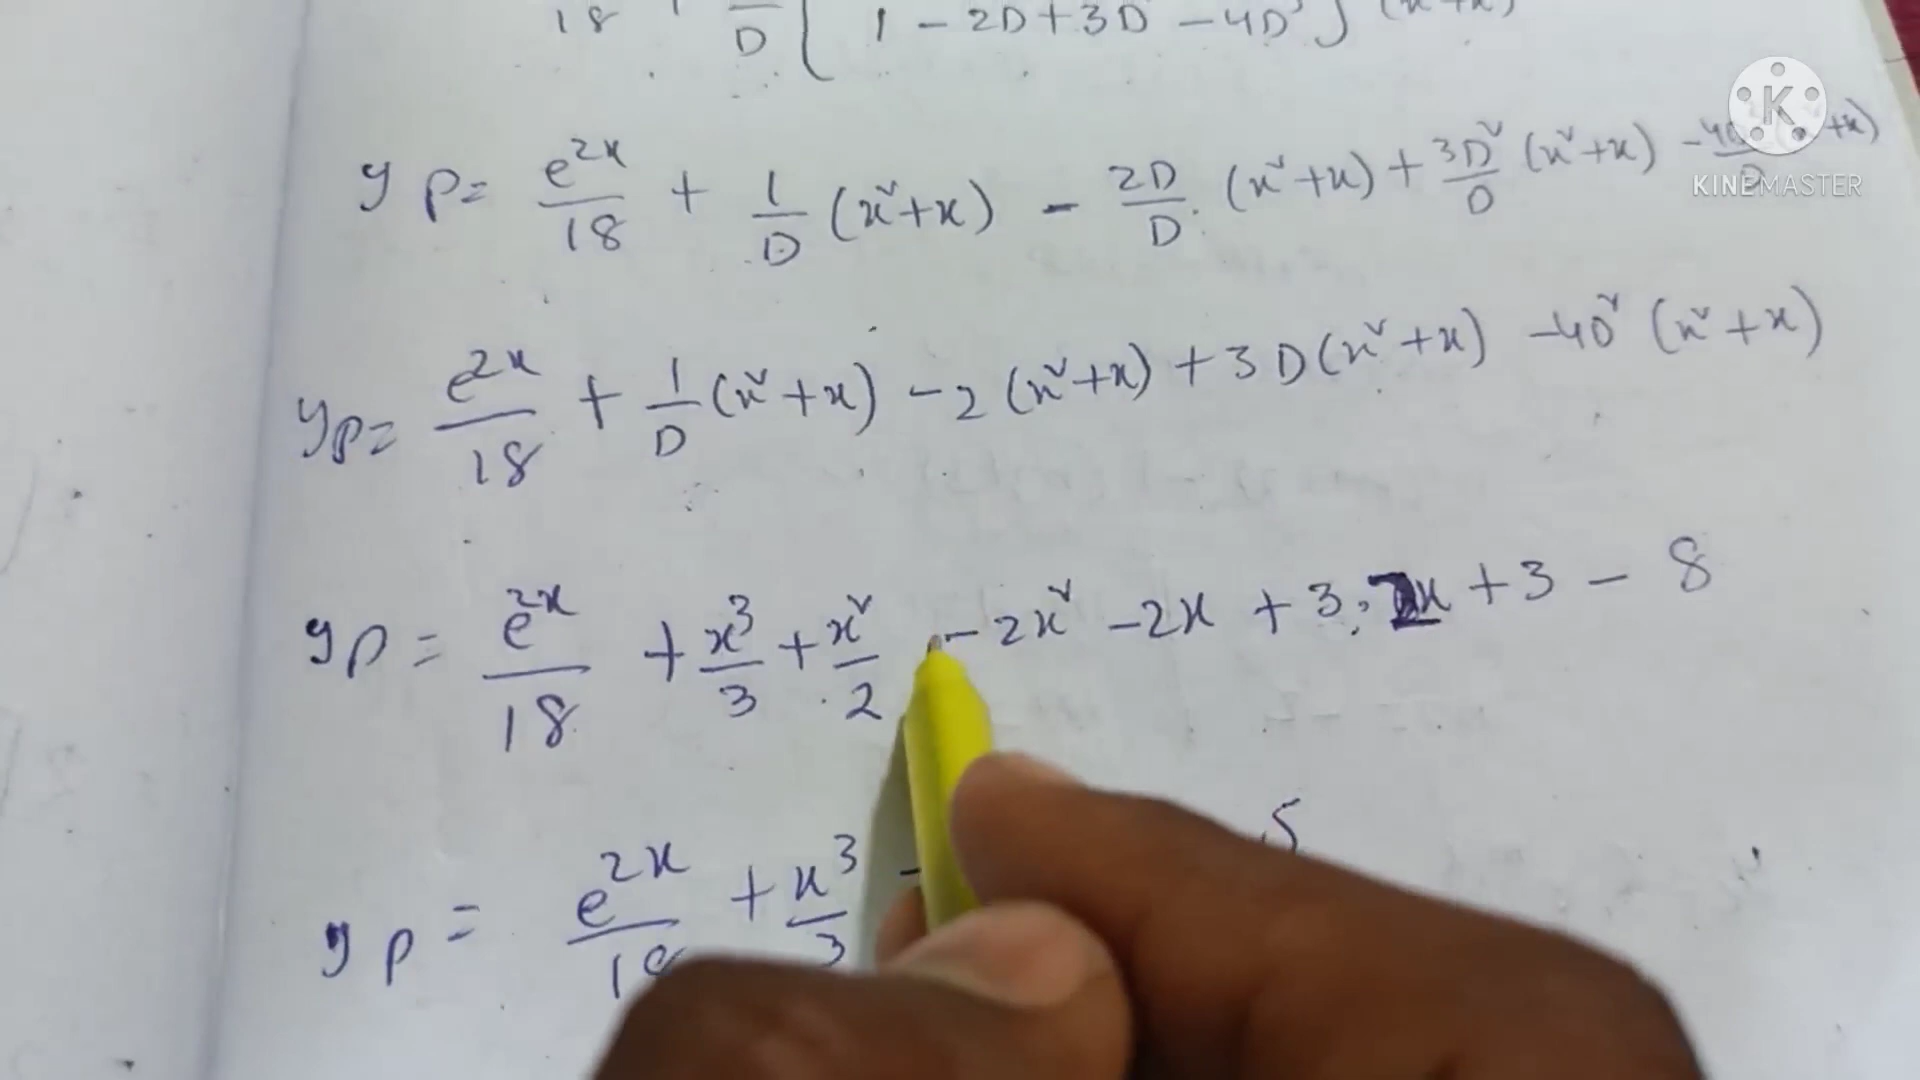 18 + 1/D [ 1 - 2D + 3D - 4D³ ] (x²+x)
yp = e^2x/18 + 1/D (x²+x) - 2D/D (x²+x) + 3D²/D (x²+x) - 4D/D +x)
K
KINEMASTER
yp = e^2x/18 + 1/D (x²+x) - 2 (x²+x) + 3D (x²+x) - 4D² (x²+x)
yp = e^2x/18 + x³/3 + x²/2 - 2x² - 2x + 3.2x + 3 - 8
yp = e^2x/18 + x³/3 - 5